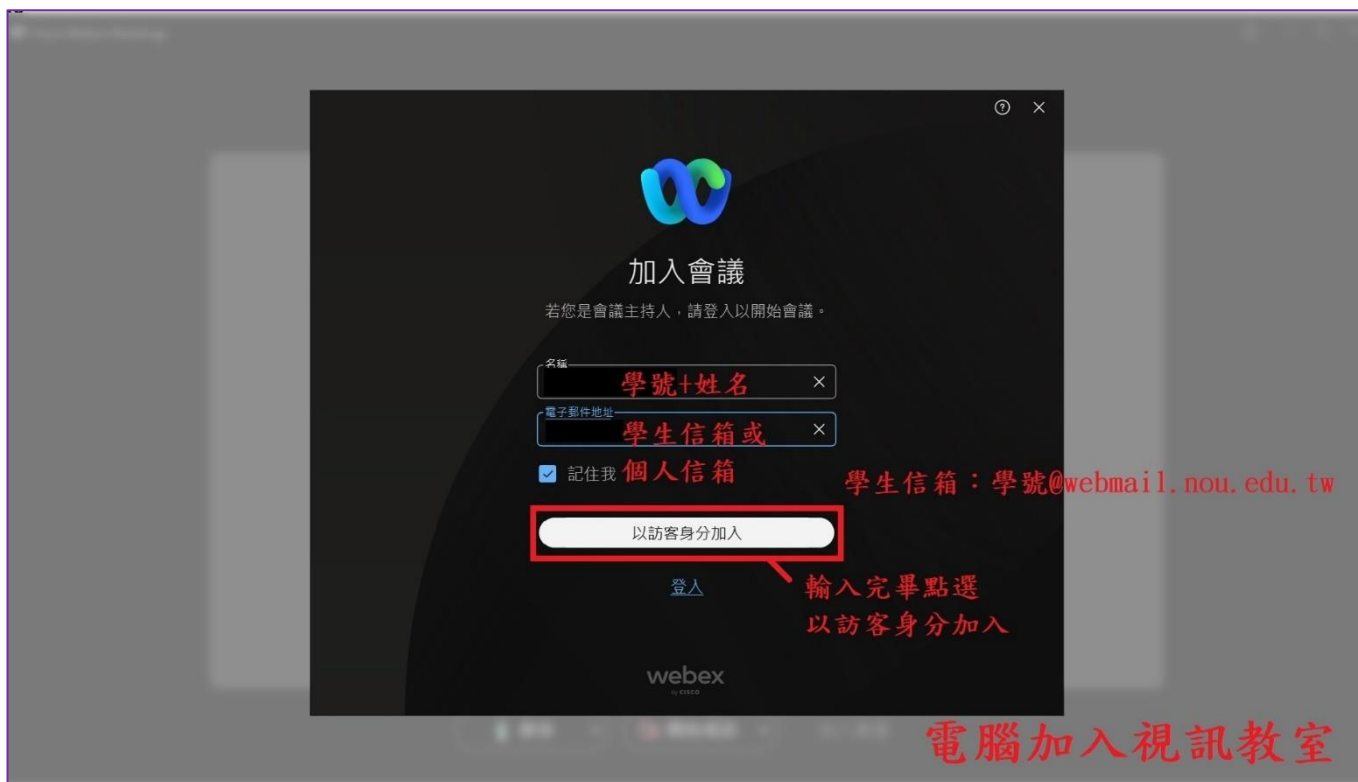 加入會議
若您是會議主持人，請登入以開始會議。
名稱
學號+姓名
電子郵件地址
學生信箱或
記住我 個人信箱
學生信箱：學號@webmail.nou.edu.tw
以訪客身分加入
登入
輸入完畢點選
以訪客身分加入
webex
by CISCO
電腦加入視訊教室